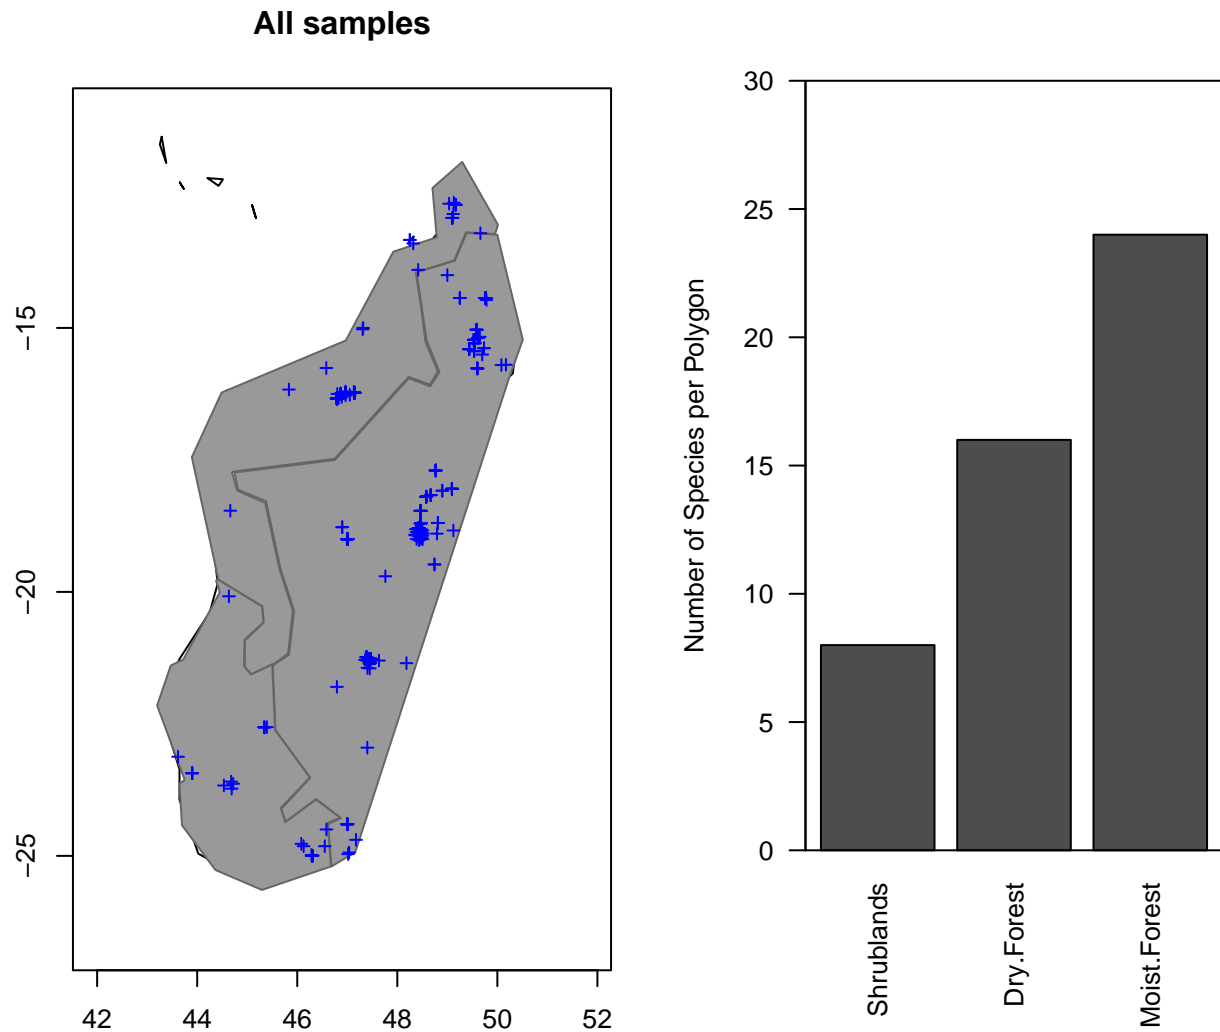 All samples
−15
−20
−25
42 44 46 48 50 52
Number of Species per Polygon
30
25
20
15
10
5
0
Shrublands
Dry.Forest
Moist.Forest